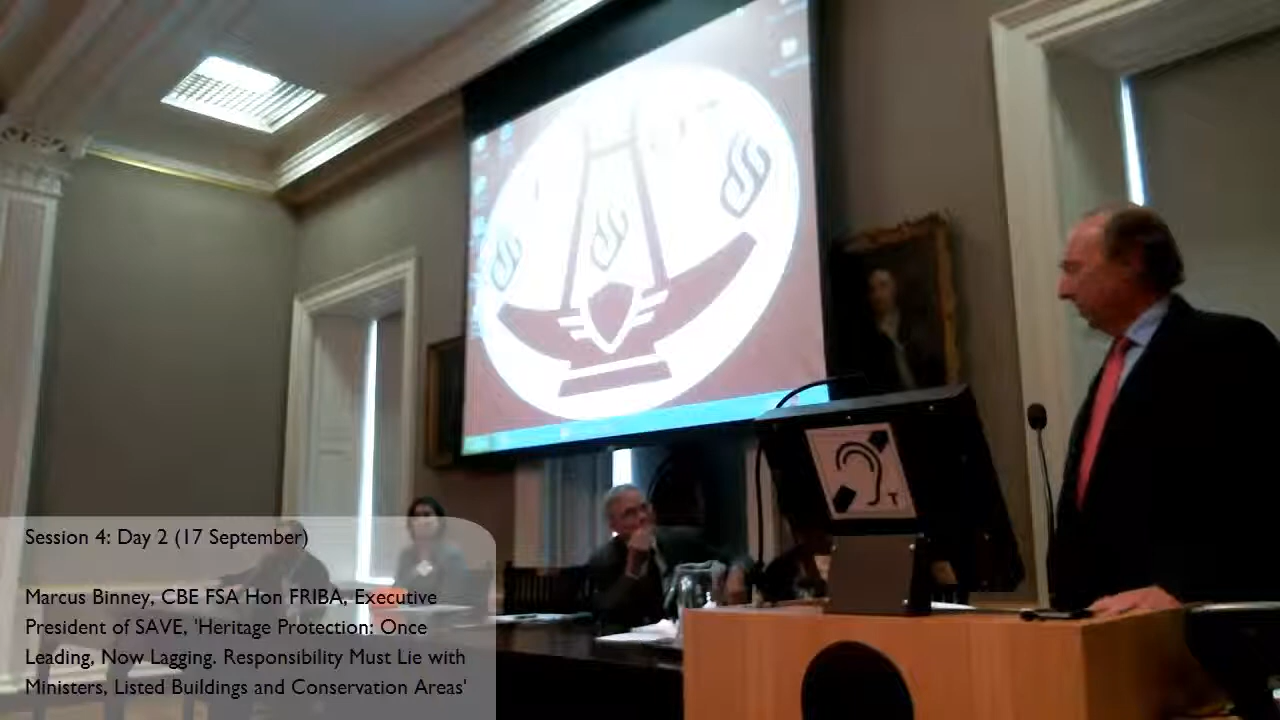 T
Session 4: Day 2 (17 September)
Marcus Binney, CBE FSA Hon FRIBA, Executive
President of SAVE, 'Heritage Protection: Once
Leading, Now Lagging. Responsibility Must Lie with
Ministers, Listed Buildings and Conservation Areas'